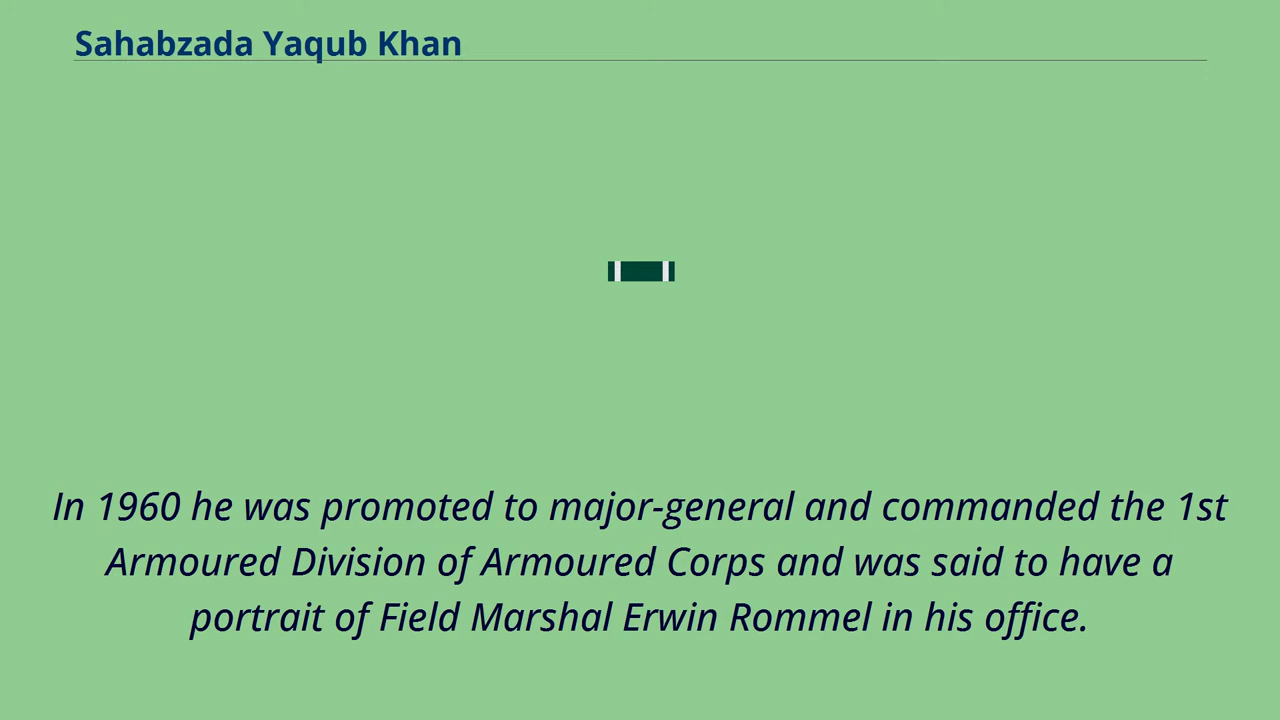 Sahabzada Yaqub Khan
In 1960 he was promoted to major-general and commanded the 1st
Armoured Division of Armoured Corps and was said to have a
portrait of Field Marshal Erwin Rommel in his office.